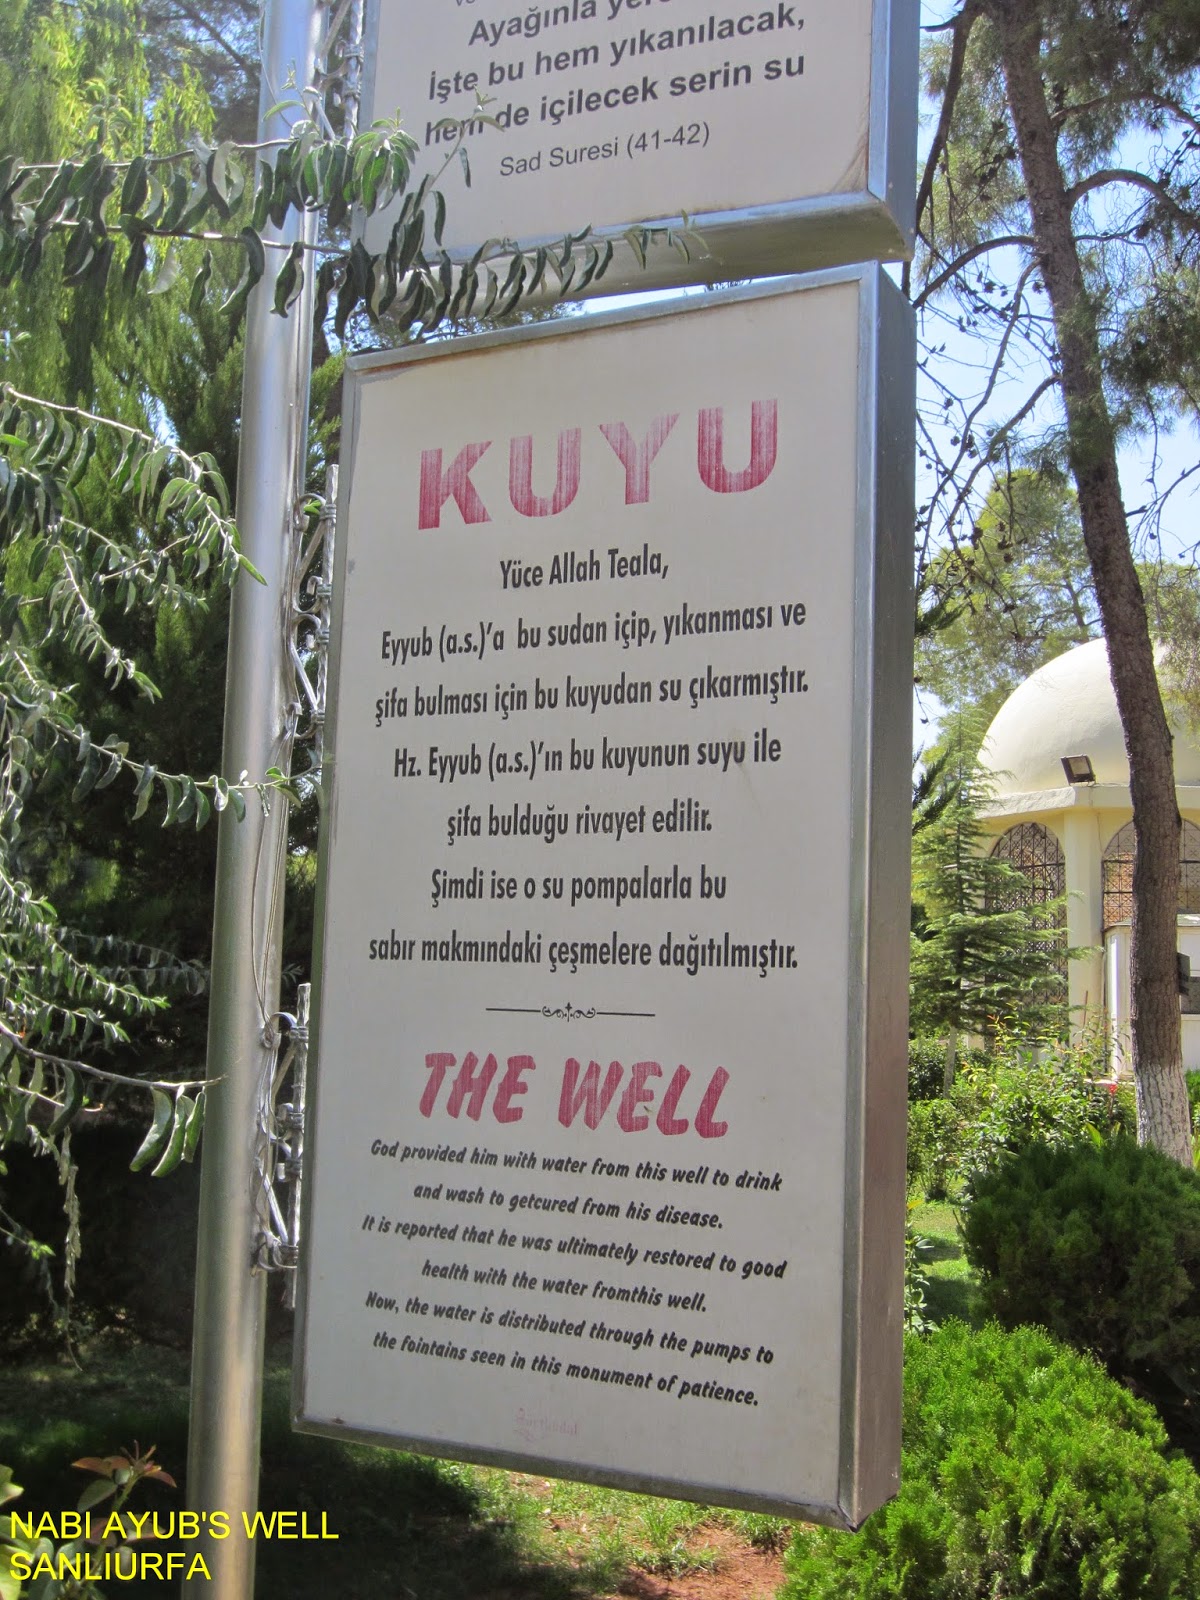 Ayağınla
İşte bu hem yıkanılacak,
hem de içilecek serin su
Sad Suresi (41-42)
KUYU
Yüce Allah Teala,
Eyyub (a.s.)'a bu sudan içip, yıkanması ve
şifa bulması için bu kuyudan su çıkarmıştır.
Hz. Eyyub (a.s.)'ın bu kuyunun suyu ile
şifa bulduğu rivayet edilir.
Şimdi ise o su pompalarla bu
sabır makmındaki çeşmelere dağıtılmıştır.
THE WELL
God provided him with water from this well to drink
and wash to getcured from his disease.
It is reported that he was ultimately restored to good
health with the water fromthis well.
Now, the water is distributed through the pumps to
the fointains seen in this monument of patience.
NABI AYUB'S WELL
SANLIURFA